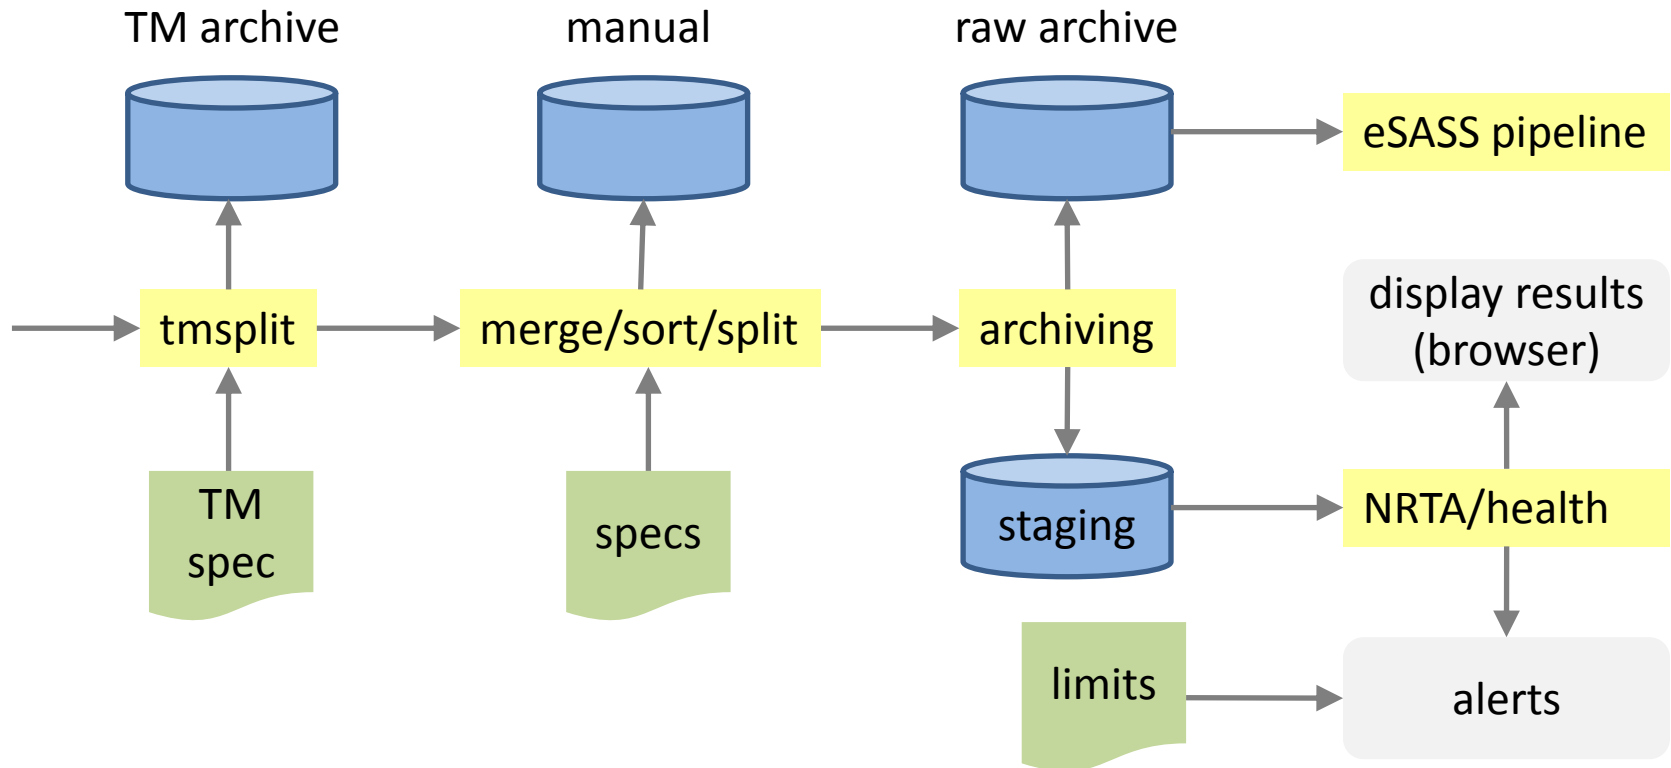 TM archive
manual
raw archive
eSASS pipeline
display results
(browser)
tmsplit
merge/sort/split
archiving
TM
spec
specs
staging
NRTA/health
limits
alerts